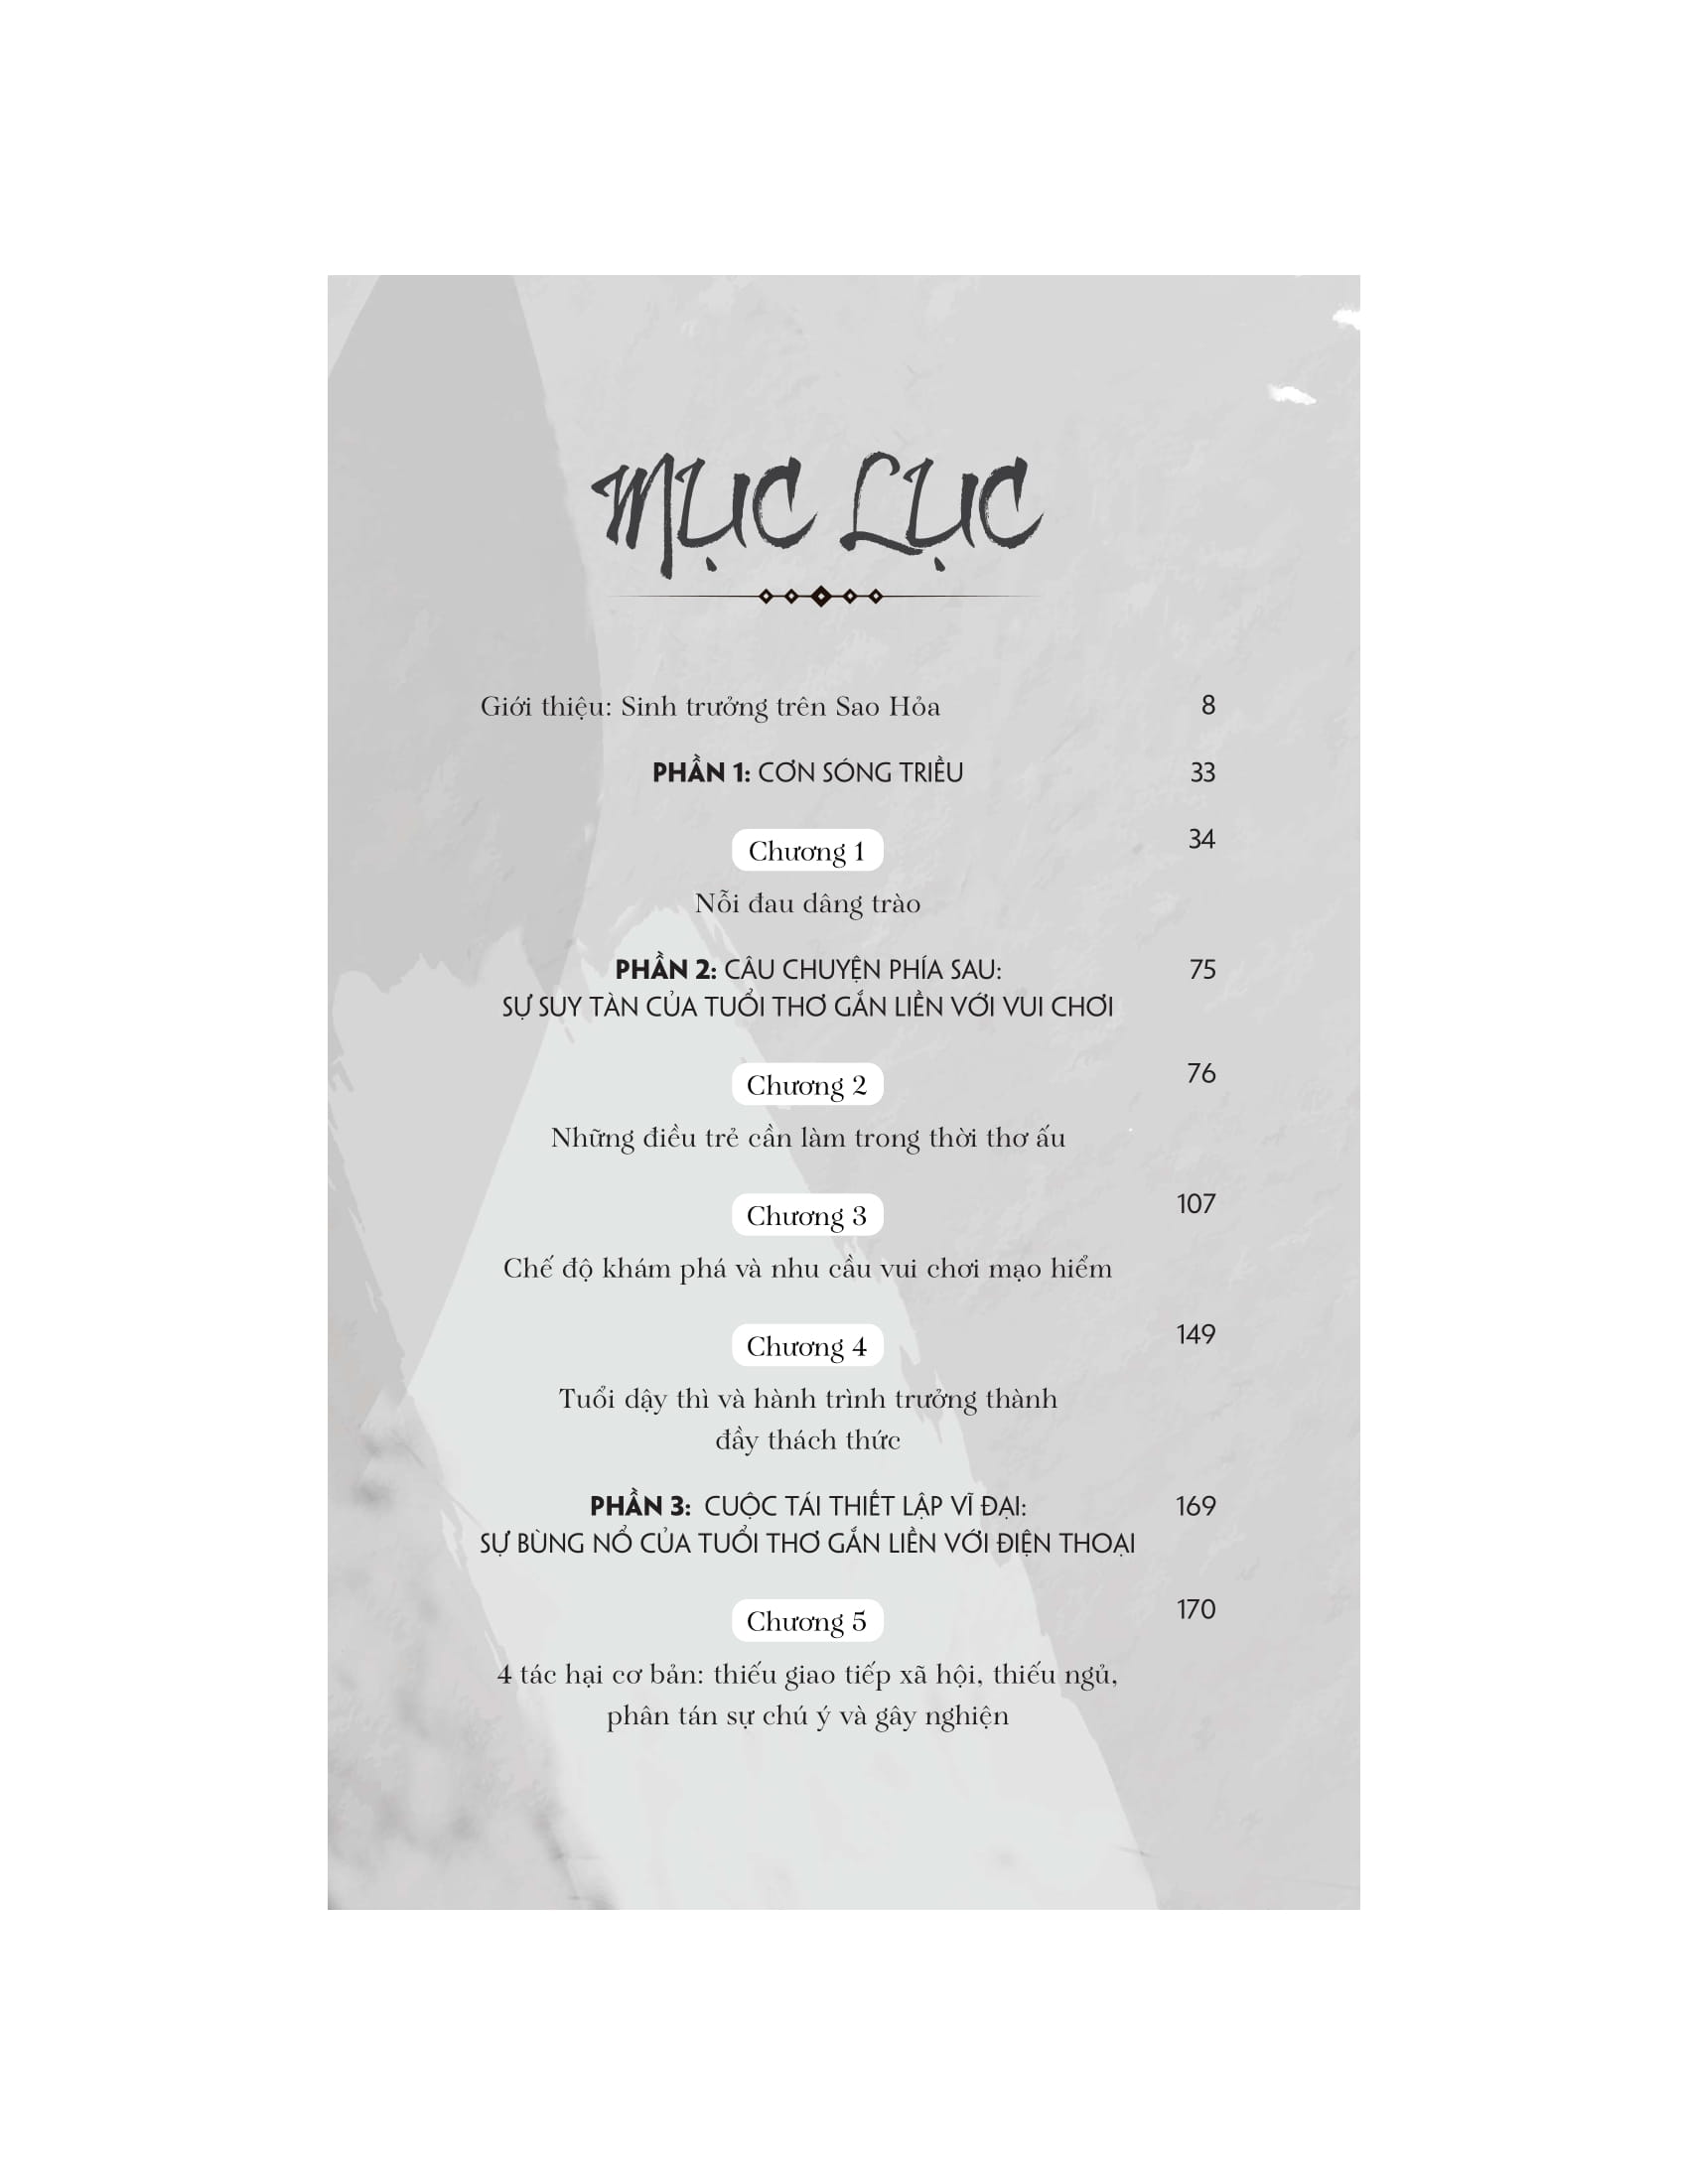 MỤC LỤC
Giới thiệu: Sinh trưởng trên Sao Hỏa 8
PHẦN 1: CƠN SÓNG TRIỀU 33
Chương 1 34
Nỗi đau dâng trào
PHẦN 2: CÂU CHUYỆN PHÍA SAU: 75
SỰ SUY TÀN CỦA TUỔI THƠ GẮN LIỀN VỚI VUI CHƠI
Chương 2 76
Những điều trẻ cần làm trong thời thơ ấu
Chương 3 107
Chế độ khám phá và nhu cầu vui chơi mạo hiểm
Chương 4 149
Tuổi dậy thì và hành trình trưởng thành
đầy thách thức
PHẦN 3: CUỘC TÁI THIẾT LẬP VĨ ĐẠI: 169
SỰ BÙNG NỔ CỦA TUỔI THƠ GẮN LIỀN VỚI ĐIỆN THOẠI
Chương 5 170
4 tác hại cơ bản: thiếu giao tiếp xã hội, thiếu ngủ,
phân tán sự chú ý và gây nghiện